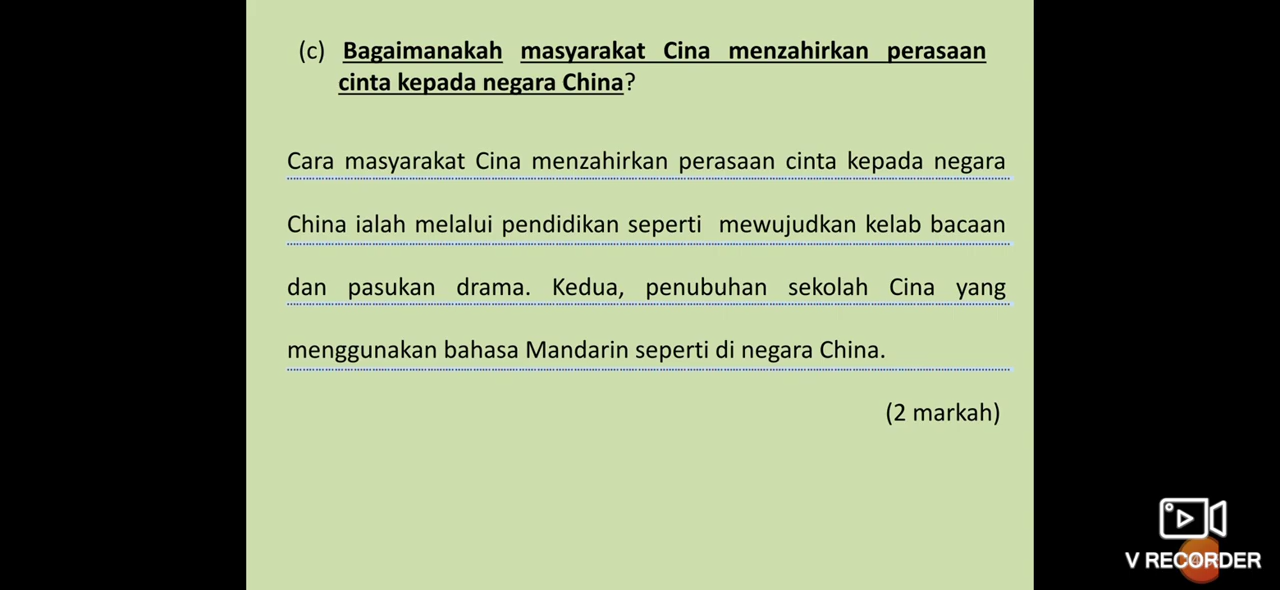 (c) Bagaimanakah masyarakat Cina menzahirkan perasaan
cinta kepada negara China?
Cara masyarakat Cina menzahirkan perasaan cinta kepada negara
China ialah melalui pendidikan seperti mewujudkan kelab bacaan
dan pasukan drama. Kedua, penubuhan sekolah Cina yang
menggunakan bahasa Mandarin seperti di negara China.
(2 markah)
V RECORDER